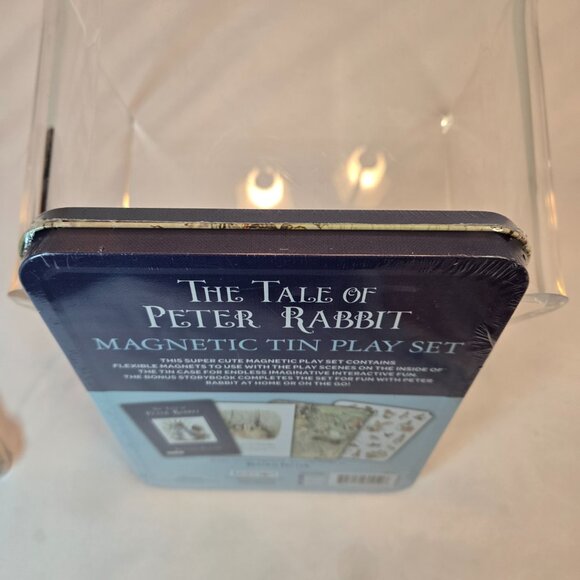 THE TALE OF
PETER RABBIT
MAGNETIC TIN PLAY SET
THIS SUPER CUTE MAGNETIC PLAY SET CONTAINS
FLEXIBLE MAGNETS TO USE WITH THE PLAY SCENES ON THE INSIDE OF
THE TIN CASE FOR ENDLESS IMAGINATIVE INTERACTIVE FUN.
THE BONUS STORYBOOK COMPLETES THE SET FOR FUN WITH PETER
RABBIT AT HOME OR ON THE GO!
PETER RABBIT